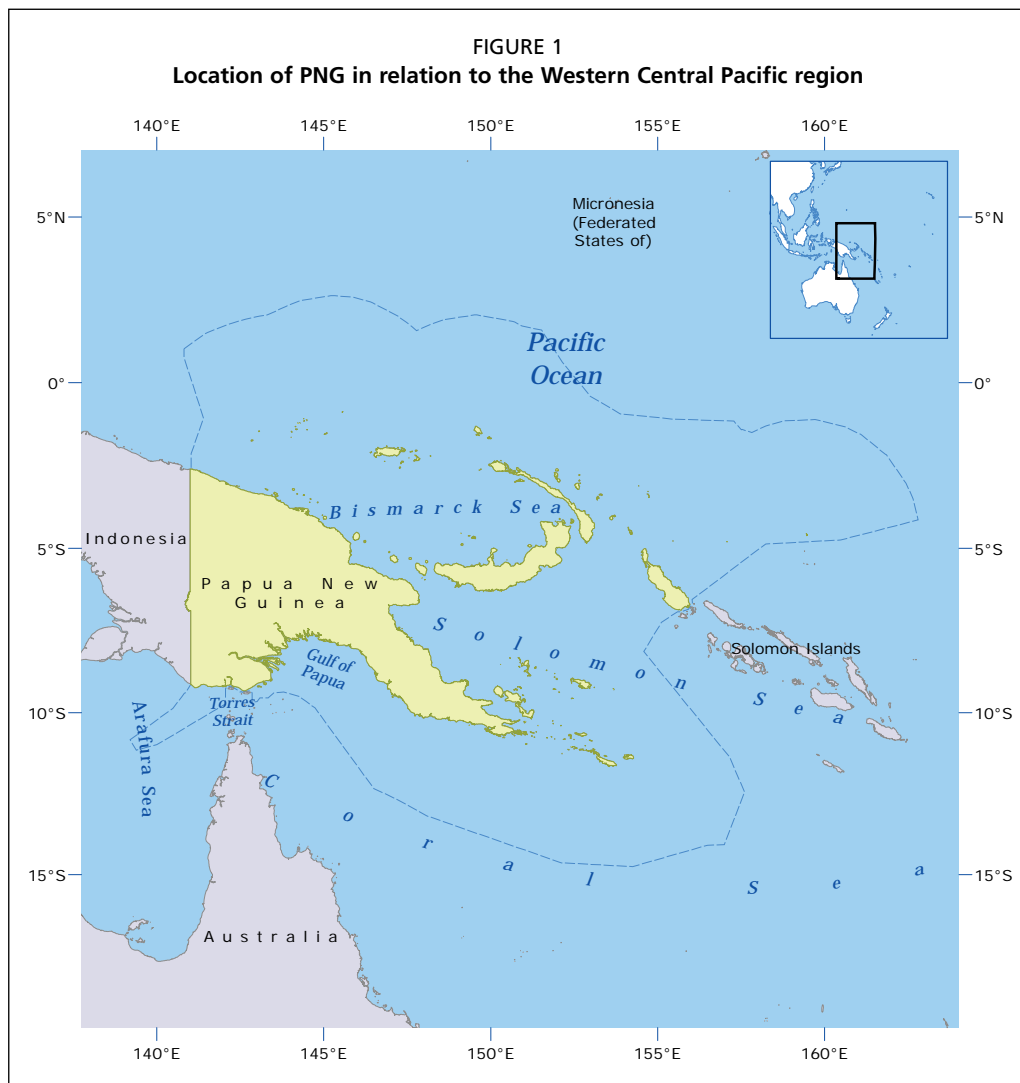 FIGURE 1
Location of PNG in relation to the Western Central Pacific region
140°E 145°E 150°E 155°E 160°E
Micronesia
(Federated
States of)
5°N 5°N
Pacific
Ocean
0° 0°
Bismarck Sea
Indonesia
5°S 5°S
Papua New
Guinea
Solomon Sea
Solomon Islands
Gulf of
Papua
Torres
Strait
10°S 10°S
Arafura Sea
Coral Sea
15°S 15°S
Australia
140°E 145°E 150°E 155°E 160°E